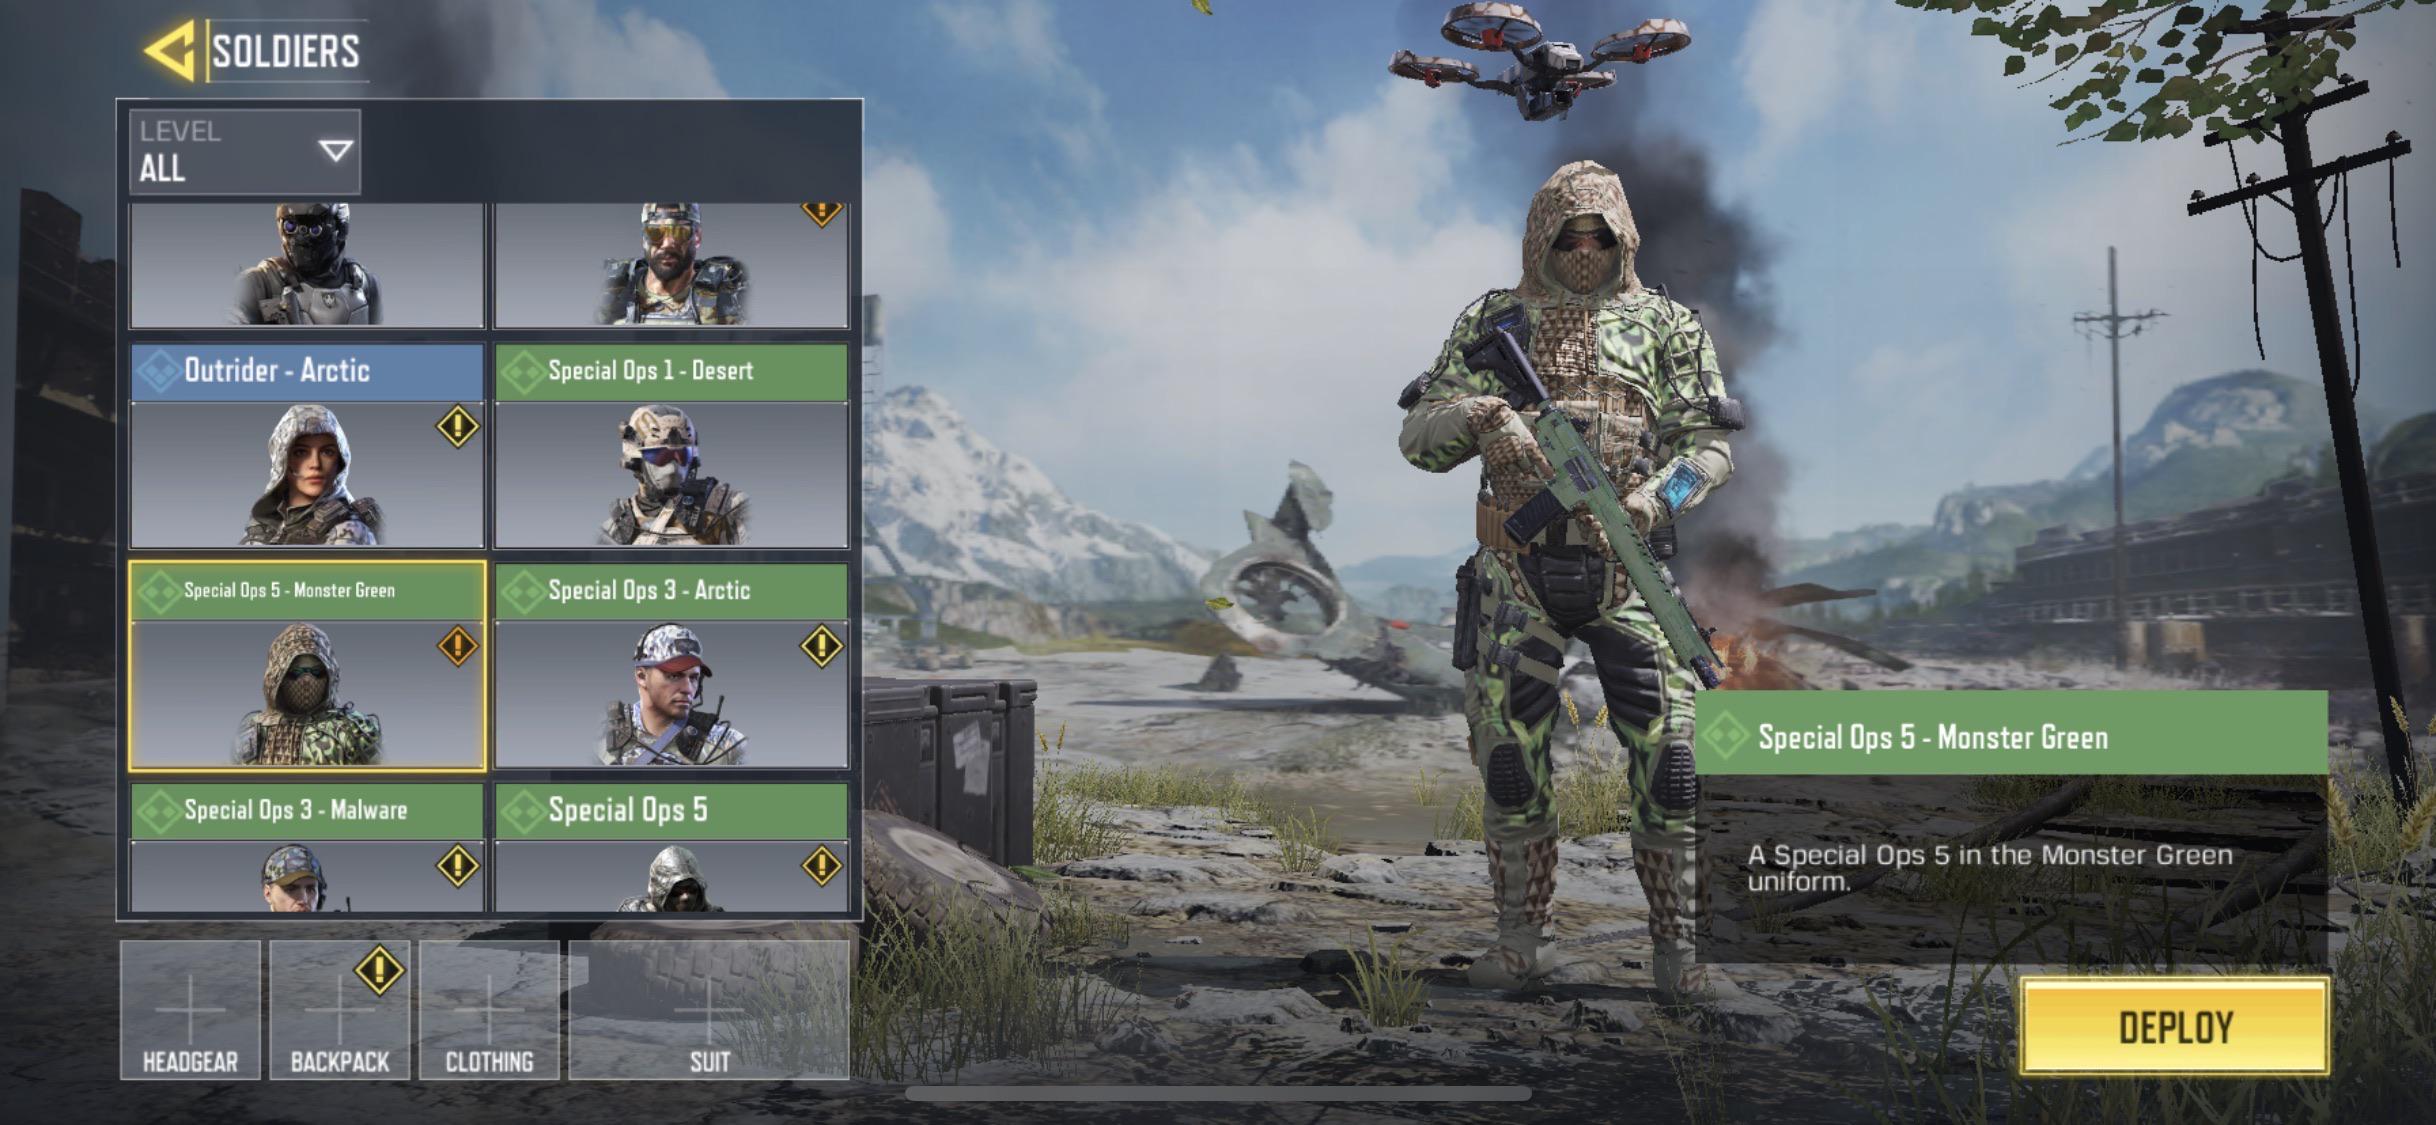 SOLDIERS
LEVEL
ALL
Outrider - Arctic
Special Ops 1 - Desert
Special Ops 5 - Monster Green
Special Ops 3 - Arctic
Special Ops 3 - Malware
Special Ops 5
HEADGEAR
BACKPACK
CLOTHING
SUIT
Special Ops 5 - Monster Green
A Special Ops 5 in the Monster Green
uniform.
DEPLOY